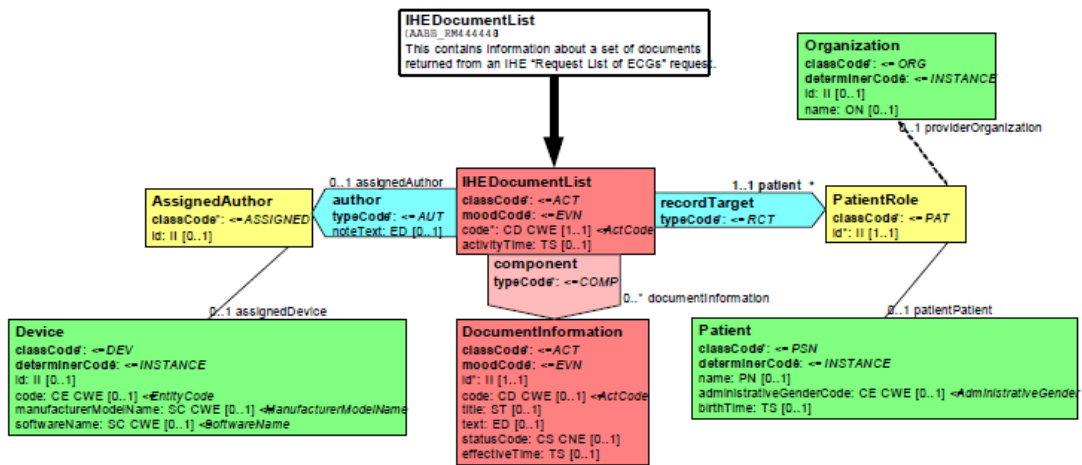 IHEDocumentList
(AABB_RM444440
This contains information about a set of documents
returned from an IHE "Request List of ECGs" request.
Organization
classCode*: <= ORG
determinerCode*: <= INSTANCE
id: II [0..1]
name: ON [0..1]
0..1 providerOrganization
0..1 assignedAuthor
AssignedAuthor
classCode*: <= ASSIGNED
id: II [0..1]
author
typeCode*: <= AUT
noteText: ED [0..1]
IHEDocumentList
classCode*: <= ACT
moodCode*: <= EVN
code*: CD CWE [1..1] <= ActCode
activityTime: TS [0..1]
1..1 patient *
recordTarget
typeCode*: <= RCT
PatientRole
classCode*: <= PAT
id*: II [1..1]
component
typeCode*: <= COMP
0..* documentInformation
0..1 assignedDevice
0..1 patientPatient
Device
classCode*: <= DEV
determinerCode*: <= INSTANCE
id: II [0..1]
code: CE CWE [0..1] <= EntityCode
manufacturerModelName: SC CWE [0..1] <= ManufacturerModelName
softwareName: SC CWE [0..1] <= SoftwareName
DocumentInformation
classCode*: <= ACT
moodCode*: <= EVN
id*: II [1..1]
code: CD CWE [0..1] <= ActCode
title: ST [0..1]
text: ED [0..1]
statusCode: CS CNE [0..1]
effectiveTime: TS [0..1]
Patient
classCode*: <= PSN
determinerCode*: <= INSTANCE
name: PN [0..1]
administrativeGenderCode: CE CWE [0..1] <= AdministrativeGender
birthTime: TS [0..1]